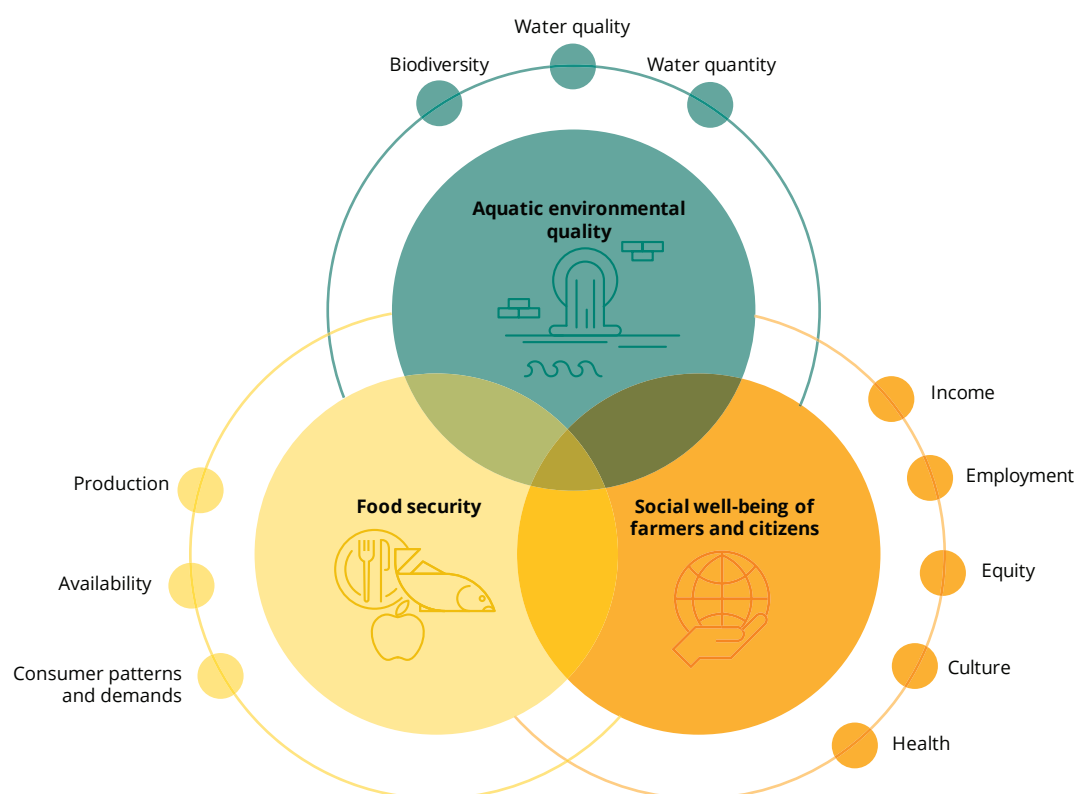 Water quality
Biodiversity
Water quantity
Aquatic environmental
quality
Income
Production
Employment
Food security
Social well-being of
farmers and citizens
Availability
Equity
Consumer patterns
and demands
Culture
Health